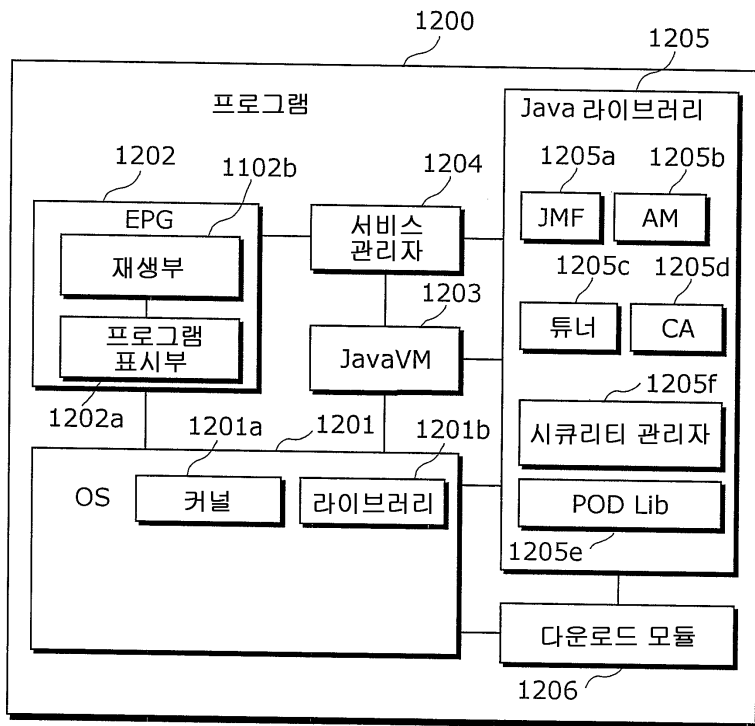 1200
프로그램
1205
Java 라이브러리
1205a
1205b
JMF
AM
1205c
1205d
튜너
CA
1205f
시큐리티 관리자
POD Lib
1205e
1202
1102b
EPG
재생부
프로그램
표시부
1202a
1204
서비스
관리자
1203
JavaVM
1201a
1201
1201b
OS
커널
라이브러리
다운로드 모듈
1206